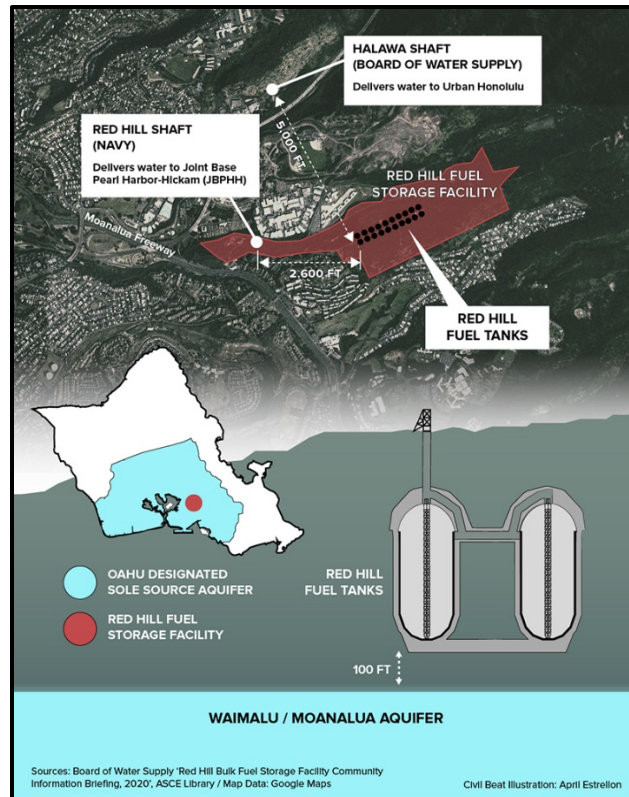 HALAWA SHAFT
(BOARD OF WATER SUPPLY)
Delivers water to Urban Honolulu
RED HILL SHAFT
(NAVY)
Delivers water to Joint Base
Pearl Harbor-Hickam (JBPHH)
5,000 FT
RED HILL FUEL
STORAGE FACILITY
Moanalua Freeway
2,600 FT
RED HILL
FUEL TANKS
OAHU DESIGNATED
SOLE SOURCE AQUIFER
RED HILL FUEL
STORAGE FACILITY
RED HILL
FUEL TANKS
100 FT
WAIMALU / MOANALUA AQUIFER
Sources: Board of Water Supply 'Red Hill Bulk Fuel Storage Facility Community
Information Briefing, 2020', ASCE Library / Map Data: Google Maps
Civil Beat Illustration: April Estrellon